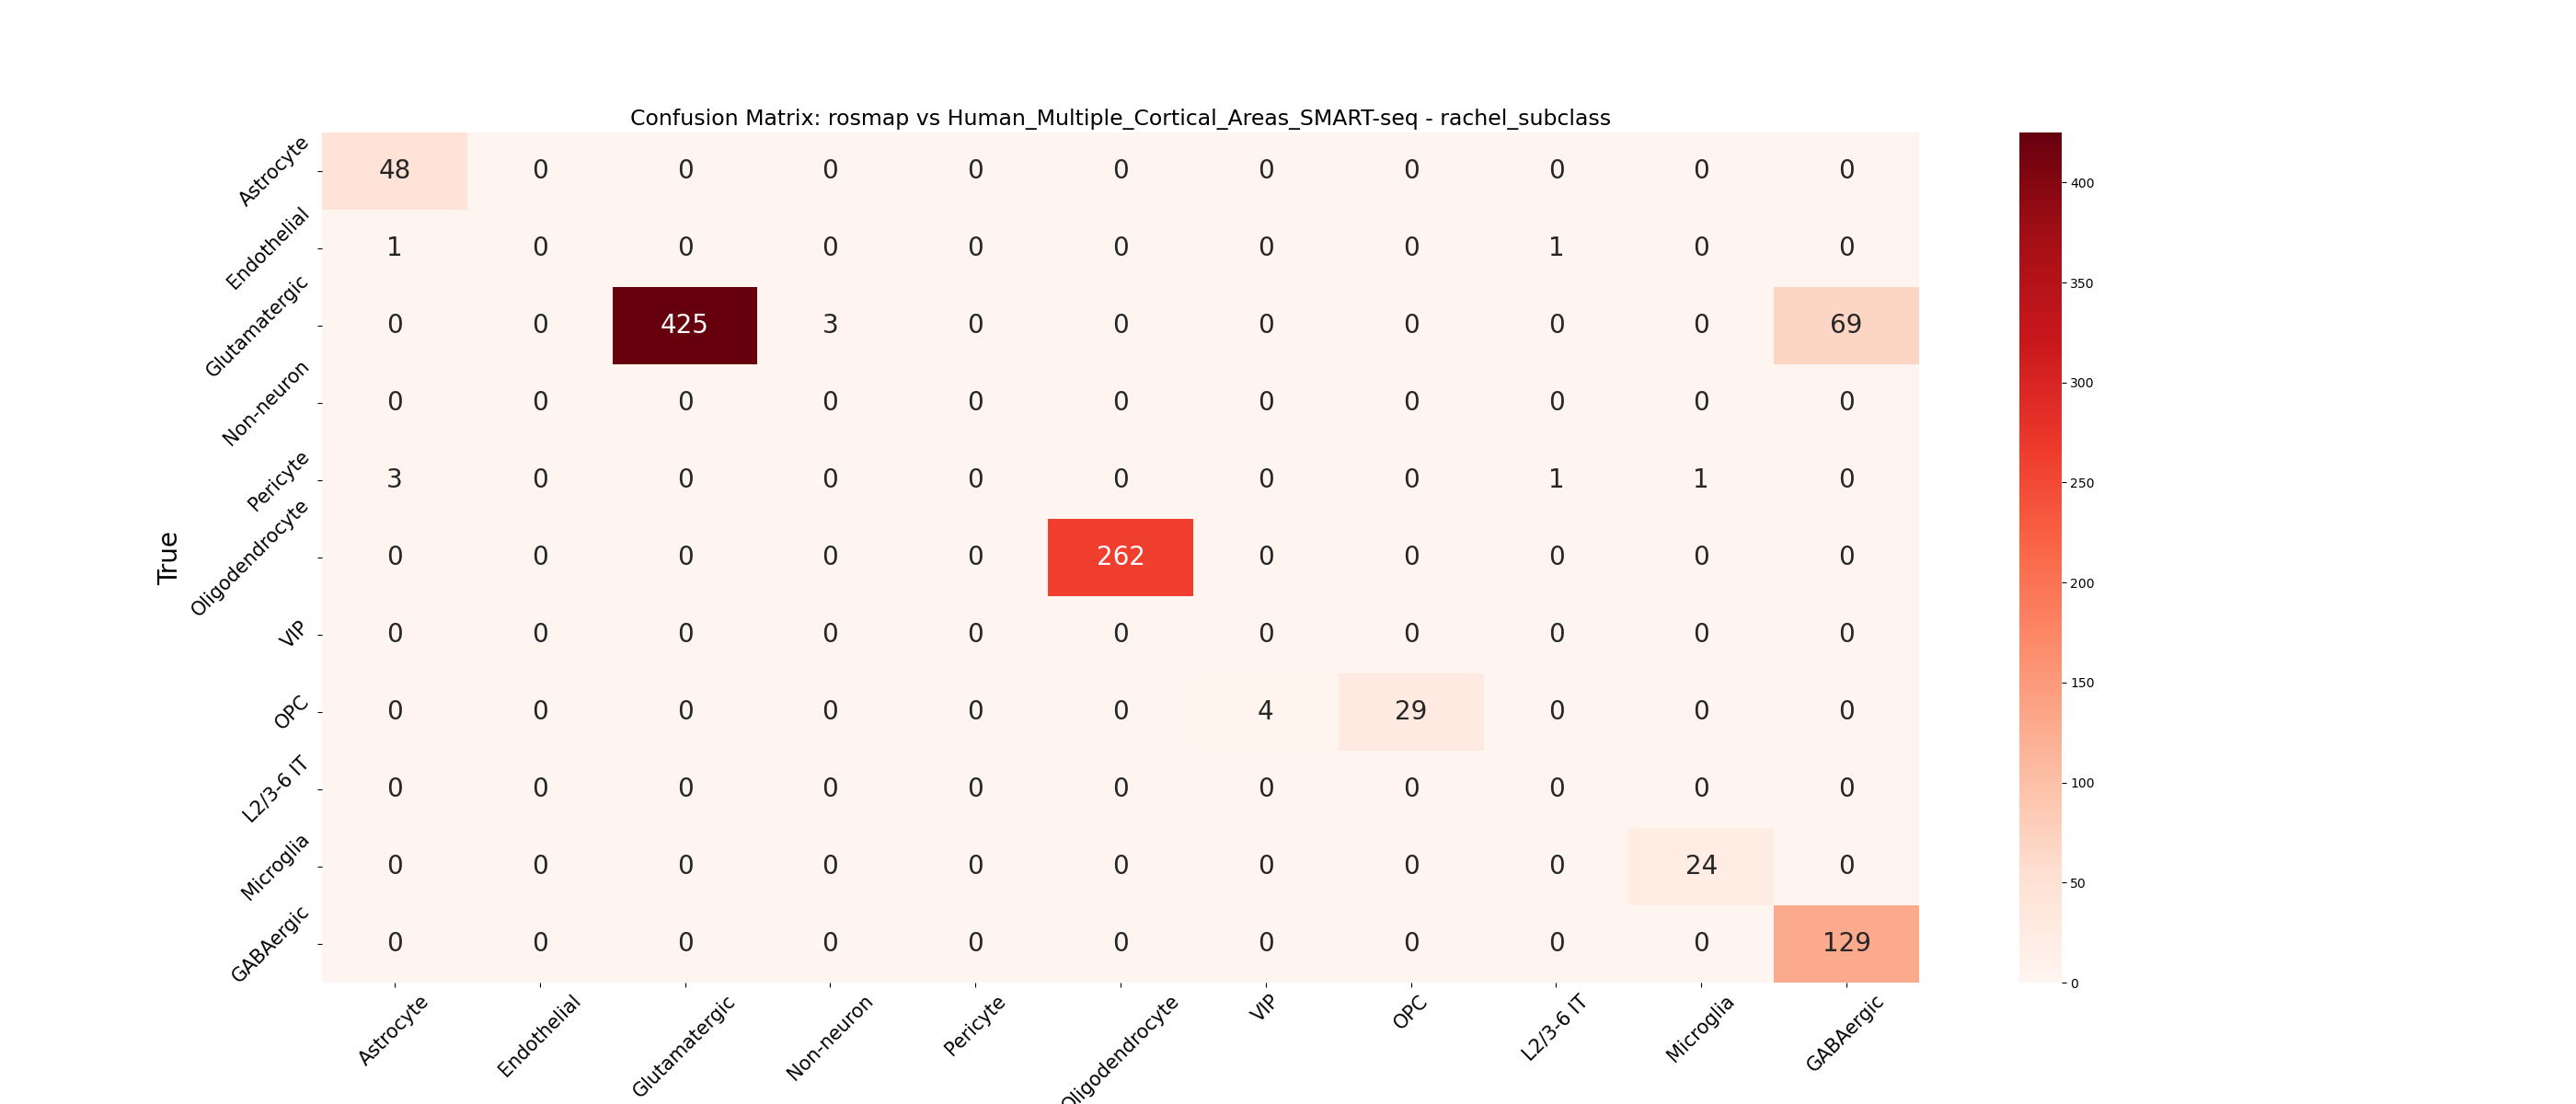 Confusion Matrix: rosmap vs Human_Multiple_Cortical_Areas_SMART-seq - rachel_subclass
True
Astrocyte 48 0 0 0 0 0 0 0 0 0 0
Endothelial 1 0 0 0 0 0 0 0 1 0 0
Glutamatergic 0 0 425 3 0 0 0 0 0 0 69
Non-neuron 0 0 0 0 0 0 0 0 0 0 0
Pericyte 3 0 0 0 0 0 0 0 1 1 0
Oligodendrocyte 0 0 0 0 0 262 0 0 0 0 0
VIP 0 0 0 0 0 0 0 0 0 0 0
OPC 0 0 0 0 0 0 4 29 0 0 0
L2/3-6 IT 0 0 0 0 0 0 0 0 0 0 0
Microglia 0 0 0 0 0 0 0 0 0 24 0
GABAergic 0 0 0 0 0 0 0 0 0 0 129
Astrocyte Endothelial Glutamatergic Non-neuron Pericyte Oligodendrocyte VIP OPC L2/3-6 IT Microglia GABAergic
400
350
300
250
200
150
100
50
0